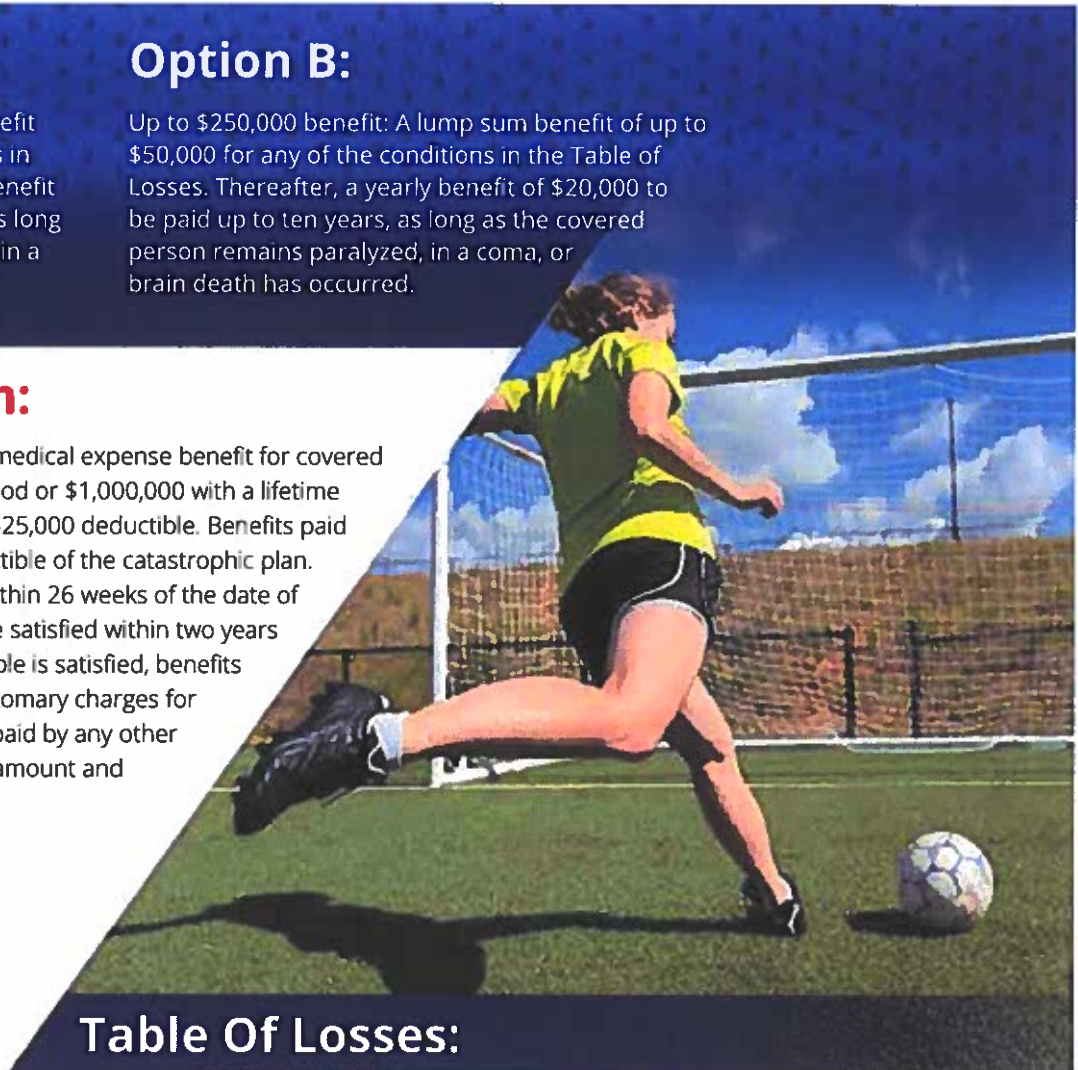 efit
s in
enefit
s long
in a
Option B:
Up to $250,000 benefit: A lump sum benefit of up to
$50,000 for any of the conditions in the Table of
Losses. Thereafter, a yearly benefit of $20,000 to
be paid up to ten years, as long as the covered
person remains paralyzed, in a coma, or
brain death has occurred.
n:
medical expense benefit for covered
od or $1,000,000 with a lifetime
25,000 deductible. Benefits paid
tible of the catastrophic plan.
thin 26 weeks of the date of
e satisfied within two years
ble is satisfied, benefits
omary charges for
paid by any other
amount and
Table Of Losses: